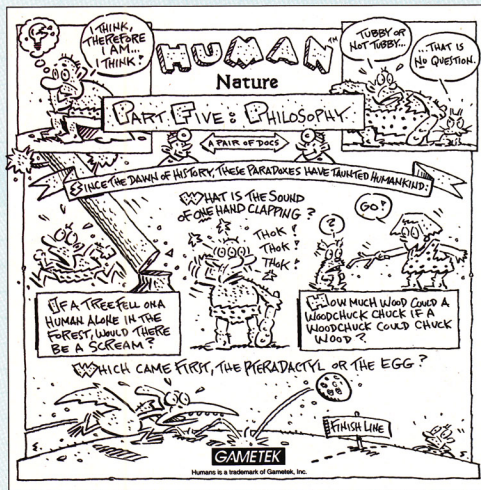 I THINK,
THEREFORE
I AM...
I THINK!
HUMAN™
Nature
TUBBY OR
NOT TUBBY...
...THAT IS
NO QUESTION.
PART FIVE: PHILOSOPHY
A PAIR OF DOCS
SINCE THE DAWN OF HISTORY, THESE PARADOXES HAVE TAUNTED HUMANKIND:
WHAT IS THE SOUND
OF ONE HAND CLAPPING?
THOK!
THOK!
THOK!
?
GO!
IF A TREE FELL ON A
HUMAN ALONE IN THE
FOREST, WOULD THERE
BE A SCREAM?
HOW MUCH WOOD COULD A
WOODCHUCK CHUCK IF A
WOODCHUCK COULD CHUCK
WOOD?
WHICH CAME FIRST, THE PTERADACTYL OR THE EGG?
FINISH LINE
GAMETEK
Humans is a trademark of Gametek, Inc.